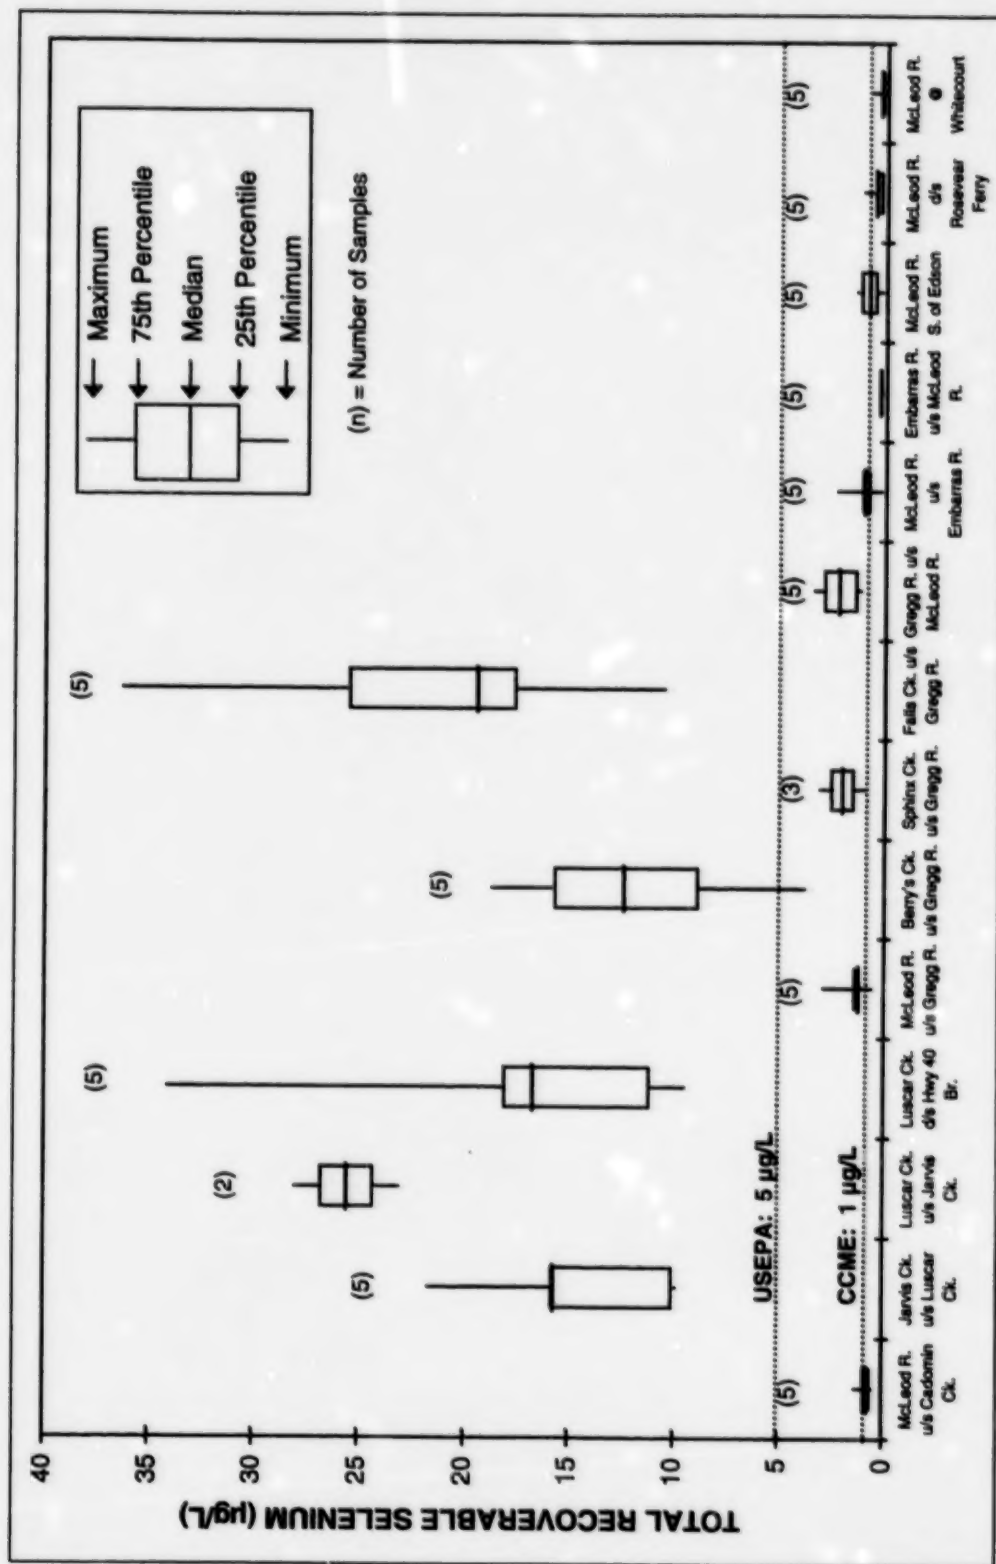 TOTAL RECOVERABLE SELENIUM (µg/L)
40
35
30
25
20
15
10
5
0
Maximum
75th Percentile
Median
25th Percentile
Minimum
(n) = Number of Samples
(5)
(5)
(2)
(5)
(5)
(5)
(3)
(5)
(5)
(5)
(5)
(5)
(5)
(5)
USEPA: 5 µg/L
CCME: 1 µg/L
McLeod R.
u/s Cadomin
Ck.
Jarvis Ck.
u/s Luscar
Ck.
Luscar Ck.
u/s Jarvis
Ck.
Luscar Ck.
d/s Hwy 40
Br.
McLeod R.
u/s Gregg R.
Berry's Ck.
u/s Gregg R.
Sphinx Ck.
u/s Gregg R.
Falls Ck. u/s
Gregg R.
Gregg R. u/s
McLeod R.
McLeod R.
u/s
Embarras R.
Embarras R.
u/s McLeod
R.
McLeod R.
S. of Edson
McLeod R.
d/s
Rosevear
Ferry
McLeod R.
@
Whitecourt